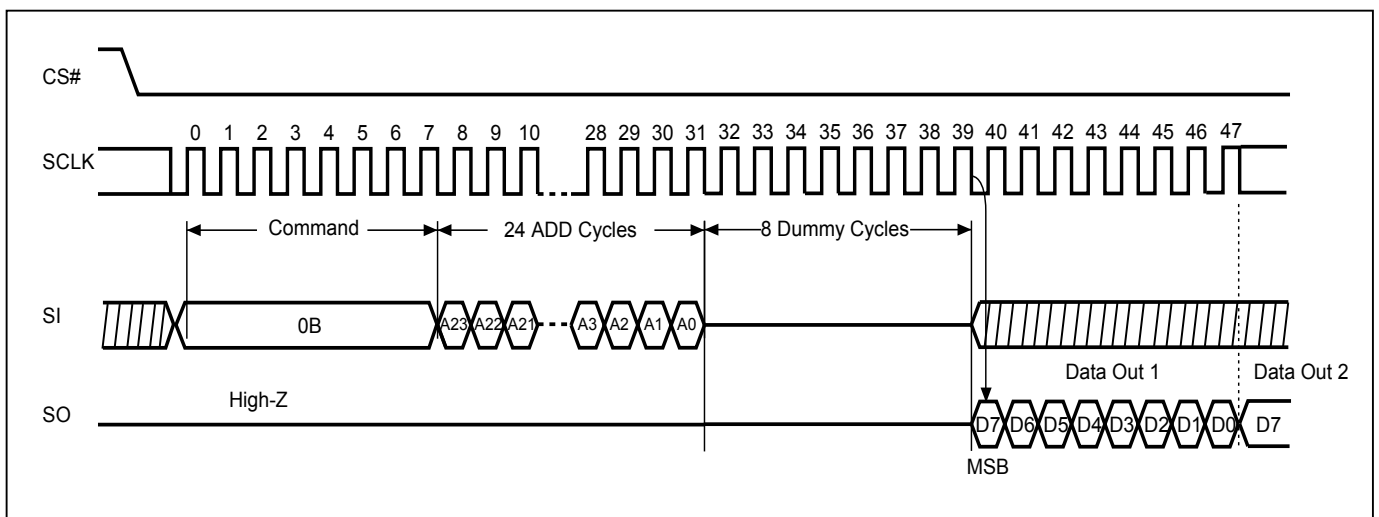 CS#
0 1 2 3 4 5 6 7 8 9 10 28 29 30 31 32 33 34 35 36 37 38 39 40 41 42 43 44 45 46 47
SCLK
Command 24 ADD Cycles 8 Dummy Cycles
SI 0B A23 A22 A21 A3 A2 A1 A0
Data Out 1 Data Out 2
High-Z
SO D7 D6 D5 D4 D3 D2 D1 D0 D7
MSB